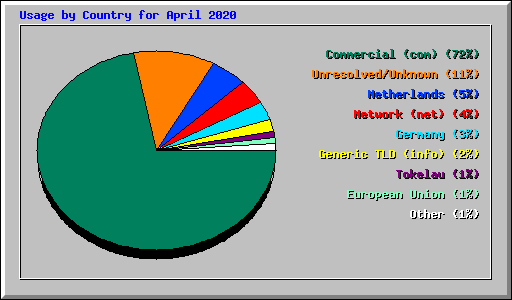 Usage by Country for April 2020
Commercial (com) (72%)
Unresolved/Unknown (11%)
Netherlands (5%)
Network (net) (4%)
Germany (3%)
Generic TLD (info) (2%)
Tokelau (1%)
European Union (1%)
Other (1%)